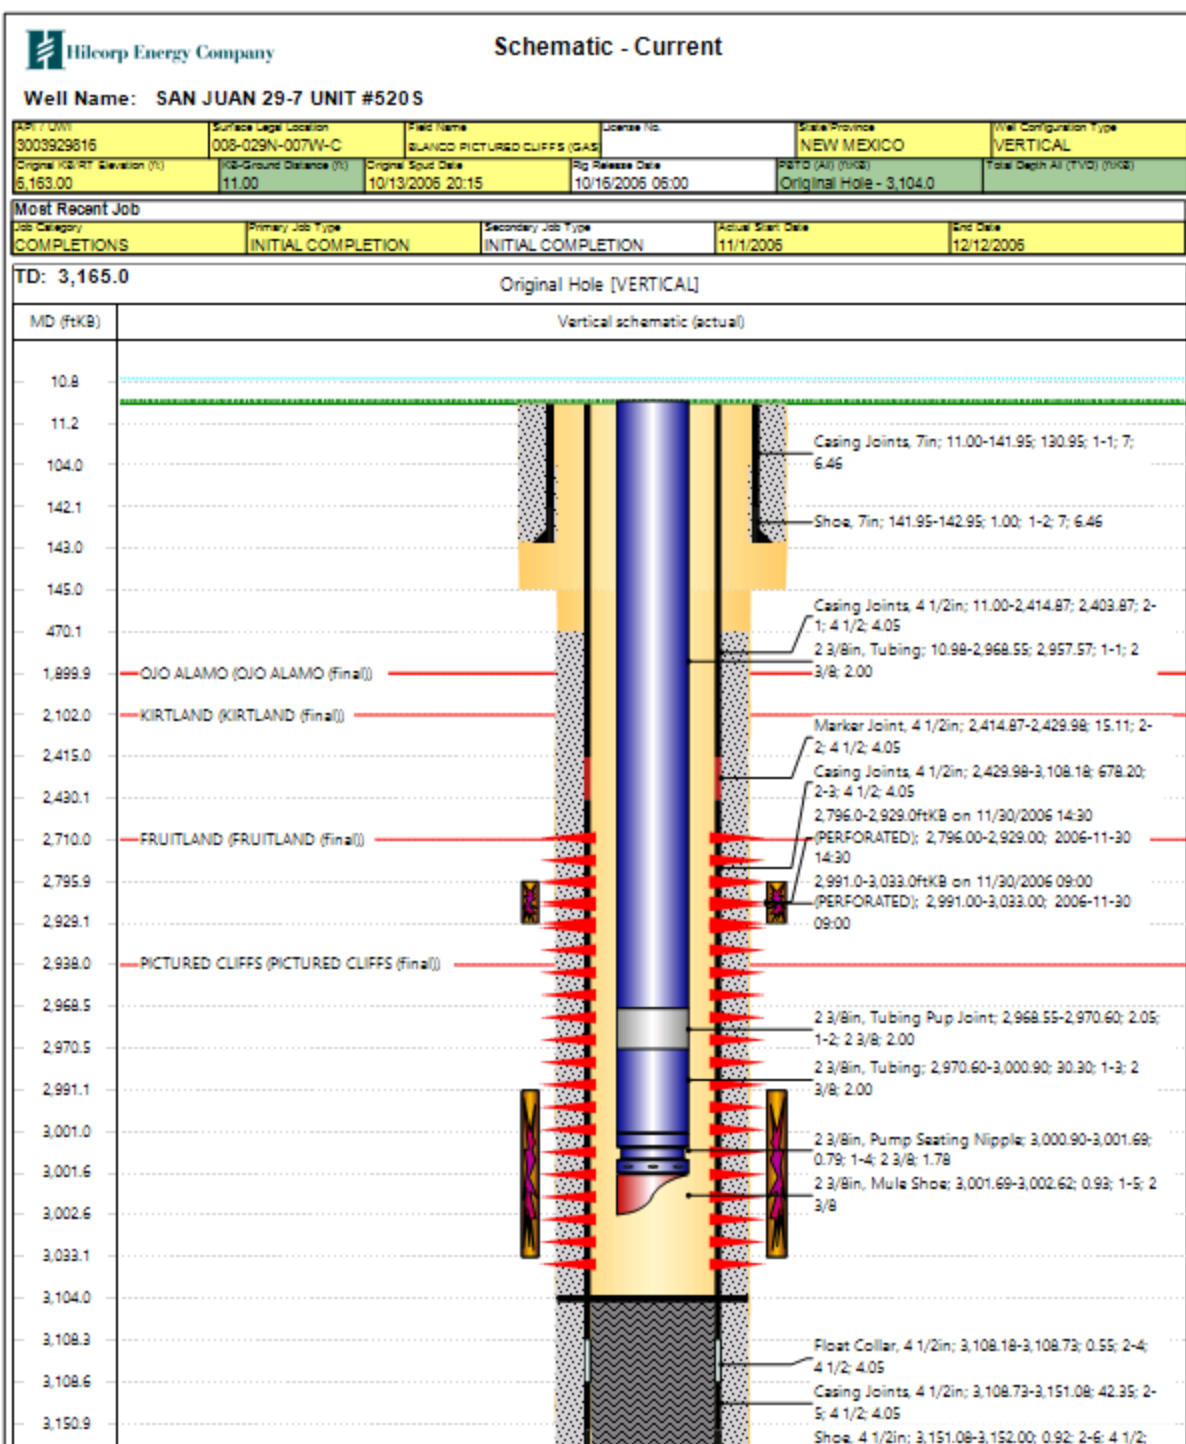 Hilcorp Energy Company
Schematic - Current
Well Name: SAN JUAN 29-7 UNIT #520S
API / UWI
Surface Legal Location
Field Name
License No.
State/Province
Well Configuration Type
3003929816
008-029N-007W-C
BLANCO PICTURED CLIFFS (GAS
NEW MEXICO
VERTICAL
Original KB/RT Elevation (ft)
KB-Ground Distance (ft)
Original Spud Date
Rig Release Date
PBTD (All) (ftKB)
Total Depth All (TVD) (ftKB)
6,163.00
11.00
10/13/2006 20:15
10/16/2006 06:00
Original Hole - 3,104.0
Most Recent Job
Job Category
Primary Job Type
Secondary Job Type
Actual Start Date
End Date
COMPLETIONS
INITIAL COMPLETION
INITIAL COMPLETION
11/1/2006
12/12/2006
TD: 3,165.0
Original Hole [VERTICAL]
MD (ftKB)
Vertical schematic (actual)
10.8
11.2
Casing Joints, 7in; 11.00-141.95; 130.95; 1-1; 7;
6.46
104.0
142.1
Shoe, 7in; 141.95-142.95; 1.00; 1-2; 7; 6.46
143.0
145.0
Casing Joints, 4 1/2in; 11.00-2,414.87; 2,403.87; 2-
1; 4 1/2; 4.05
470.1
2 3/8in, Tubing; 10.98-2,968.55; 2,957.57; 1-1; 2
3/8; 2.00
1,899.9
OJO ALAMO (OJO ALAMO (final))
2,102.0
KIRTLAND (KIRTLAND (final))
Marker Joint, 4 1/2in; 2,414.87-2,429.98; 15.11; 2-
2; 4 1/2; 4.05
2,415.0
Casing Joints, 4 1/2in; 2,429.98-3,108.18; 678.20;
2-3; 4 1/2; 4.05
2,430.1
2,796.0-2,929.0ftKB on 11/30/2006 14:30
(PERFORATED); 2,796.00-2,929.00; 2006-11-30
14:30
2,710.0
FRUITLAND (FRUITLAND (final))
2,795.9
2,991.0-3,033.0ftKB on 11/30/2006 09:00
(PERFORATED); 2,991.00-3,033.00; 2006-11-30
09:00
2,929.1
2,938.0
PICTURED CLIFFS (PICTURED CLIFFS (final))
2,968.5
2 3/8in, Tubing Pup Joint; 2,968.55-2,970.60; 2.05;
1-2; 2 3/8; 2.00
2,970.5
2 3/8in, Tubing; 2,970.60-3,000.90; 30.30; 1-3; 2
3/8; 2.00
2,991.1
3,001.0
2 3/8in, Pump Seating Nipple; 3,000.90-3,001.69;
0.79; 1-4; 2 3/8; 1.78
3,001.6
2 3/8in, Mule Shoe; 3,001.69-3,002.62; 0.93; 1-5; 2
3/8
3,002.6
3,033.1
3,104.0
3,108.3
Float Collar, 4 1/2in; 3,108.18-3,108.73; 0.55; 2-4;
4 1/2; 4.05
3,108.6
Casing Joints, 4 1/2in; 3,108.73-3,151.08; 42.35; 2-
5; 4 1/2; 4.05
3,150.9
Shoe, 4 1/2in; 3,151.08-3,152.00; 0.92; 2-6; 4 1/2;